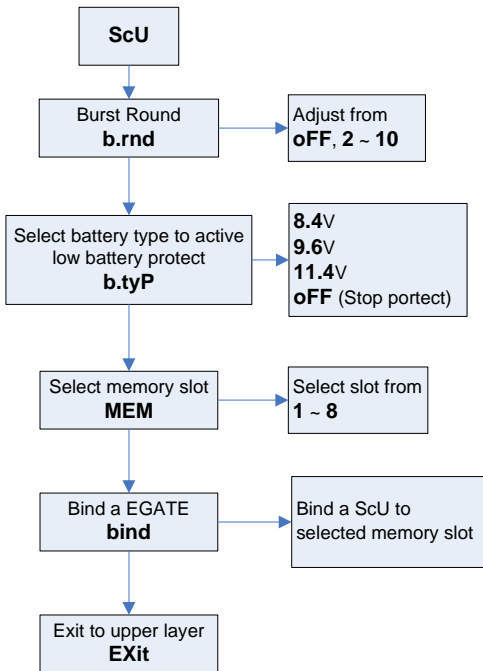 ScU
Burst Round
b.rnd
Adjust from
oFF, 2 ~ 10
Select battery type to active
low battery protect
b.tyP
8.4V
9.6V
11.4V
oFF (Stop portect)
Select memory slot
MEM
Select slot from
1 ~ 8
Bind a EGATE
bind
Bind a ScU to
selected memory slot
Exit to upper layer
EXit